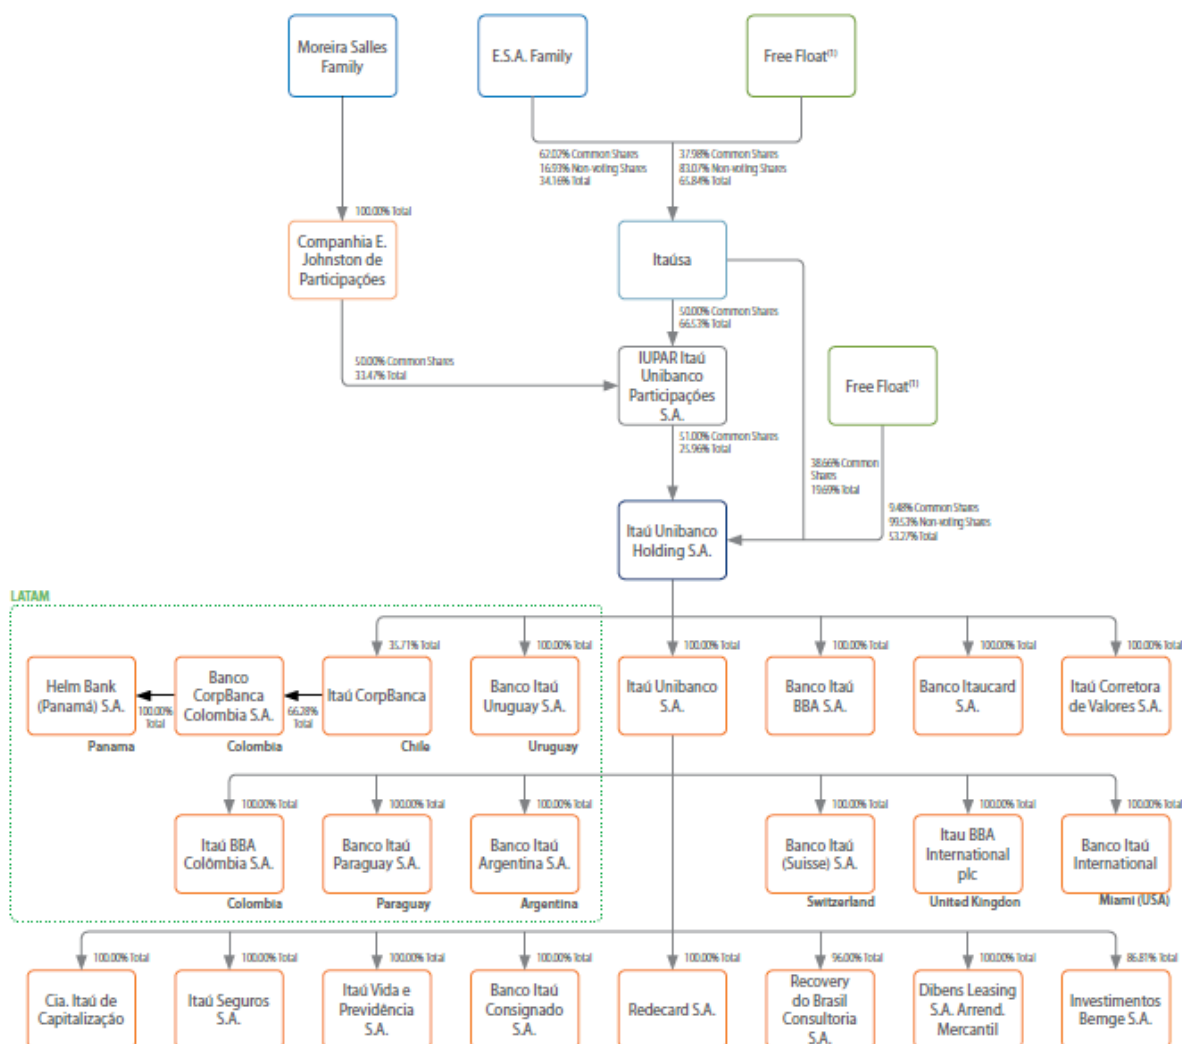 Moreira Salles
Family
E.S.A. Family
Free Float(1)
62.02% Common Shares
16.93% Non-voting Shares
34.16% Total
37.98% Common Shares
83.07% Non-voting Shares
65.84% Total
100.00% Total
Companhia E.
Johnston de
Participações
Itaúsa
50.00% Common Shares
66.53% Total
50.00% Common Shares
33.47% Total
IUPAR Itaú
Unibanco
Participações
S.A.
Free Float(1)
51.00% Common Shares
25.96% Total
38.66% Common
Shares
19.69% Total
9.48% Common Shares
99.53% Non-voting Shares
53.27% Total
Itaú Unibanco
Holding S.A.
LATAM
35.71% Total
100.00% Total
100.00% Total
100.00% Total
100.00% Total
100.00% Total
Helm Bank
(Panamá) S.A.
100.00%
Total
Banco
CorpBanca
Colombia S.A.
66.28%
Total
Itaú CorpBanca
Banco Itaú
Uruguay S.A.
Itaú Unibanco
S.A.
Banco Itaú
BBA S.A.
Banco Itaucard
S.A.
Itaú Corretora
de Valores S.A.
Panama
Colombia
Chile
Uruguay
100.00% Total
100.00% Total
100.00% Total
100.00% Total
100.00% Total
100.00% Total
Itaú BBA
Colômbia S.A.
Banco Itaú
Paraguay S.A.
Banco Itaú
Argentina S.A.
Banco Itaú
(Suisse) S.A.
Itau BBA
International
plc
Banco Itaú
International
Colombia
Paraguay
Argentina
Switzerland
United Kingdon
Miami (USA)
100.00% Total
100.00% Total
100.00% Total
100.00% Total
100.00% Total
96.00% Total
100.00% Total
86.81% Total
Cia. Itaú de
Capitalização
Itaú Seguros
S.A.
Itaú Vida e
Previdência
S.A.
Banco Itaú
Consignado
S.A.
Redecard S.A.
Recovery
do Brasil
Consultoria
S.A.
Dibens Leasing
S.A. Arrend.
Mercantil
Investimentos
Bemge S.A.